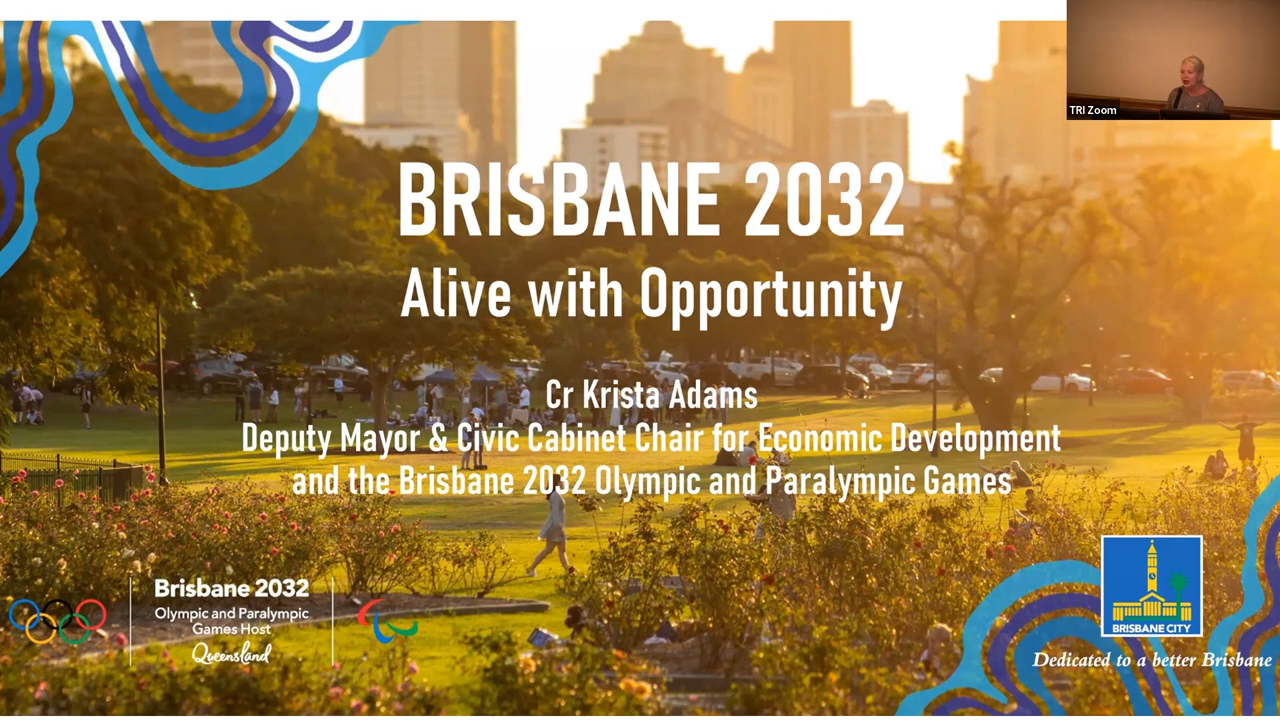 TRI Zoom
BRISBANE 2032
Alive with Opportunity
Cr Krista Adams
Deputy Mayor & Civic Cabinet Chair for Economic Development
and the Brisbane 2032 Olympic and Paralympic Games
Brisbane 2032
Olympic and Paralympic
Games Host
Queensland
BRISBANE CITY
Dedicated to a better Brisbane